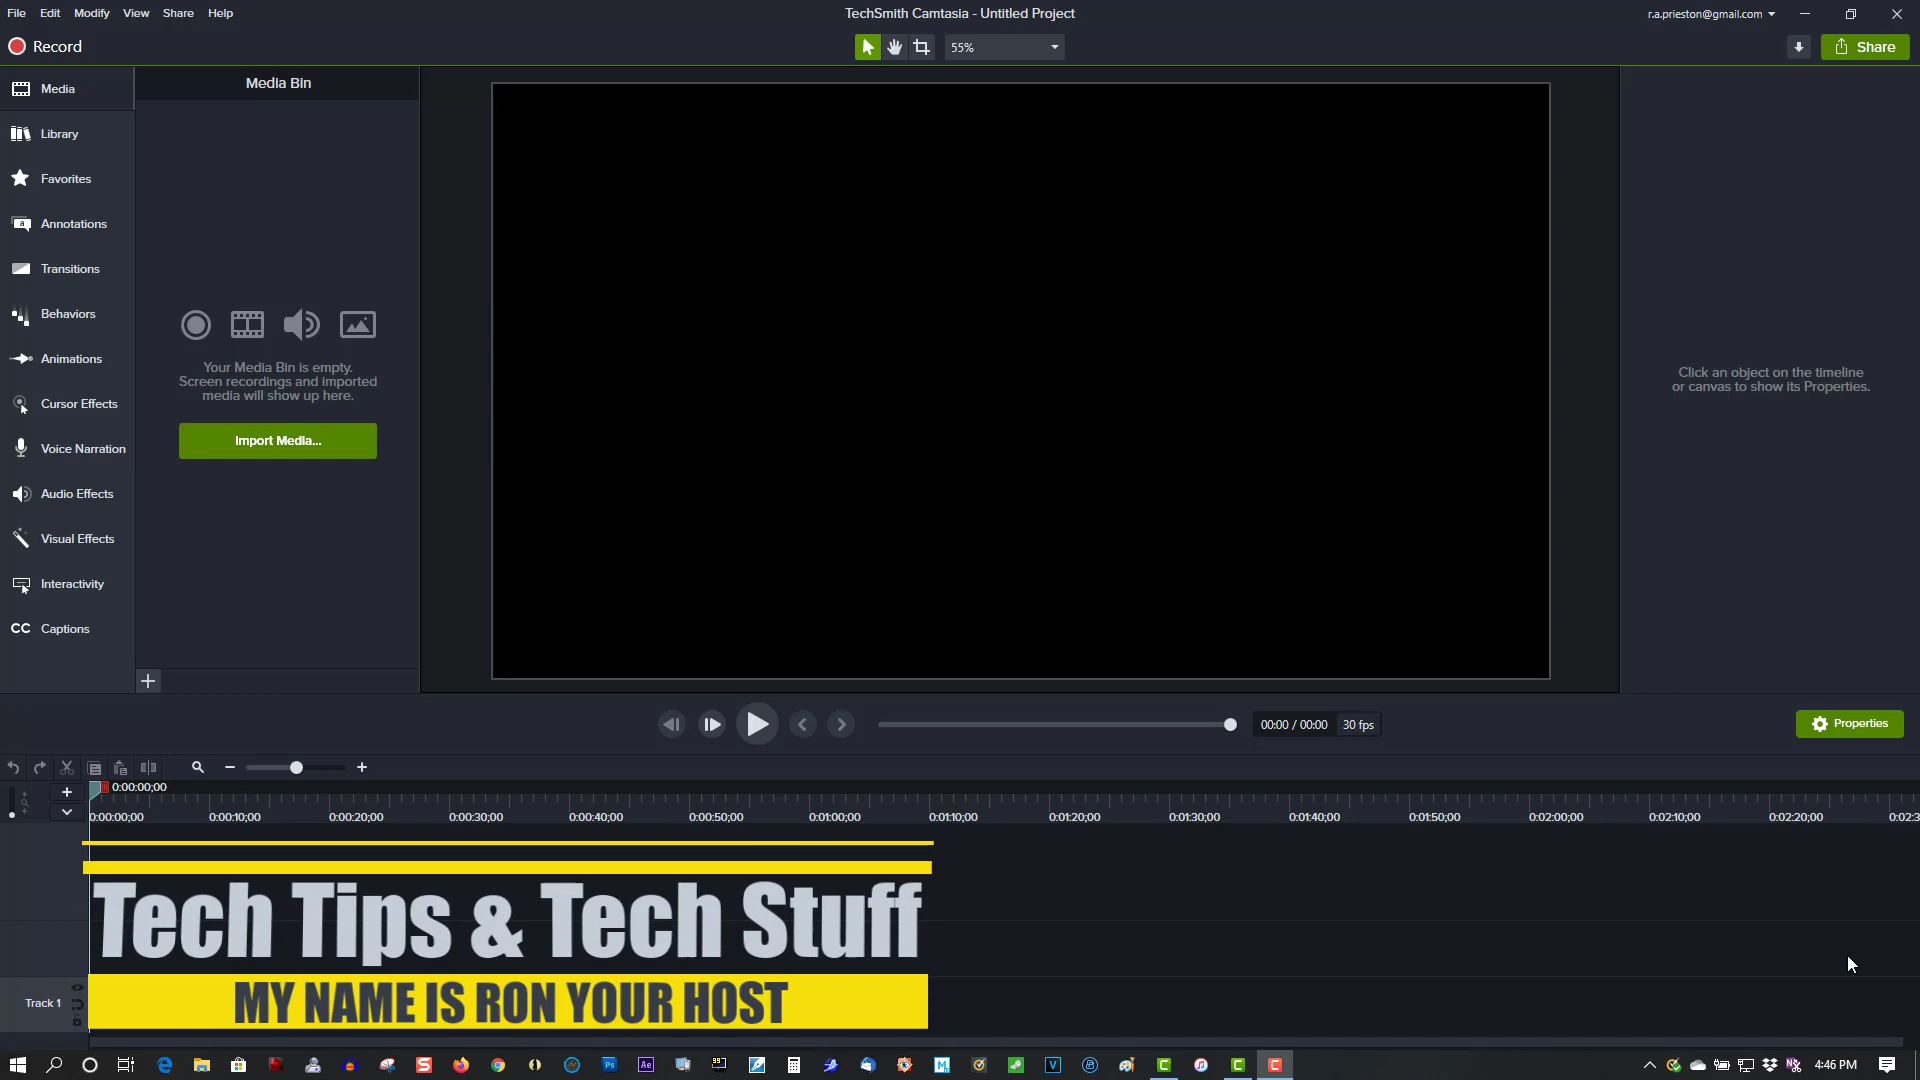 File Edit Modify View Share Help
TechSmith Camtasia - Untitled Project
r.a.prieston@gmail.com
Record
55%
Share
Media
Media Bin
Library
Favorites
Annotations
Transitions
Behaviors
Animations
Cursor Effects
Voice Narration
Audio Effects
Visual Effects
Interactivity
CC Captions
Your Media Bin is empty.
Screen recordings and imported
media will show up here.
Import Media...
Click an object on the timeline
or canvas to show its Properties.
00:00 / 00:00 30 fps
Properties
0:00:00;00
0:00:00;00 0:00:10;00 0:00:20;00 0:00:30;00 0:00:40;00 0:00:50;00 0:01:00;00 0:01:10;00 0:01:20;00 0:01:30;00 0:01:40;00 0:01:50;00 0:02:00;00 0:02:10;00 0:02:20;00 0:02:3
Tech Tips & Tech Stuff
Track 1
MY NAME IS RON YOUR HOST
4:46 PM